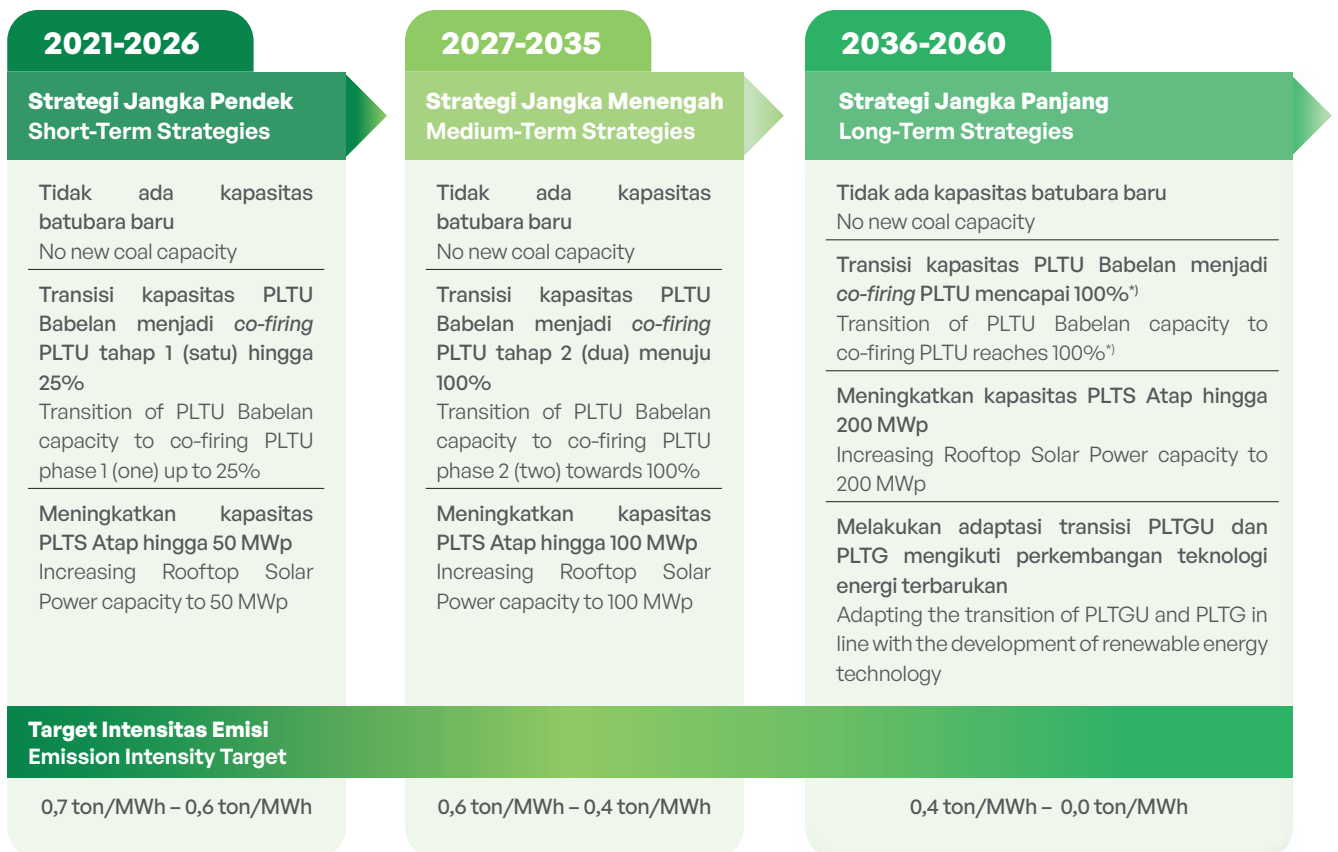 2021-2026
Strategi Jangka Pendek
Short-Term Strategies
Tidak ada kapasitas
batubara baru
No new coal capacity
Transisi kapasitas PLTU
Babelan menjadi co-firing
PLTU tahap 1 (satu) hingga
25%
Transition of PLTU Babelan
capacity to co-firing PLTU
phase 1 (one) up to 25%
Meningkatkan kapasitas
PLTS Atap hingga 50 MWp
Increasing Rooftop Solar
Power capacity to 50 MWp
2027-2035
Strategi Jangka Menengah
Medium-Term Strategies
Tidak ada kapasitas
batubara baru
No new coal capacity
Transisi kapasitas PLTU
Babelan menjadi co-firing
PLTU tahap 2 (dua) menuju
100%
Transition of PLTU Babelan
capacity to co-firing PLTU
phase 2 (two) towards 100%
Meningkatkan kapasitas
PLTS Atap hingga 100 MWp
Increasing Rooftop Solar
Power capacity to 100 MWp
2036-2060
Strategi Jangka Panjang
Long-Term Strategies
Tidak ada kapasitas batubara baru
No new coal capacity
Transisi kapasitas PLTU Babelan menjadi
co-firing PLTU mencapai 100%*)
Transition of PLTU Babelan capacity to
co-firing PLTU reaches 100%*)
Meningkatkan kapasitas PLTS Atap hingga
200 MWp
Increasing Rooftop Solar Power capacity to
200 MWp
Melakukan adaptasi transisi PLTGU dan
PLTG mengikuti perkembangan teknologi
energi terbarukan
Adapting the transition of PLTGU and PLTG in
line with the development of renewable energy
technology
Target Intensitas Emisi
Emission Intensity Target
0,7 ton/MWh – 0,6 ton/MWh
0,6 ton/MWh – 0,4 ton/MWh
0,4 ton/MWh – 0,0 ton/MWh